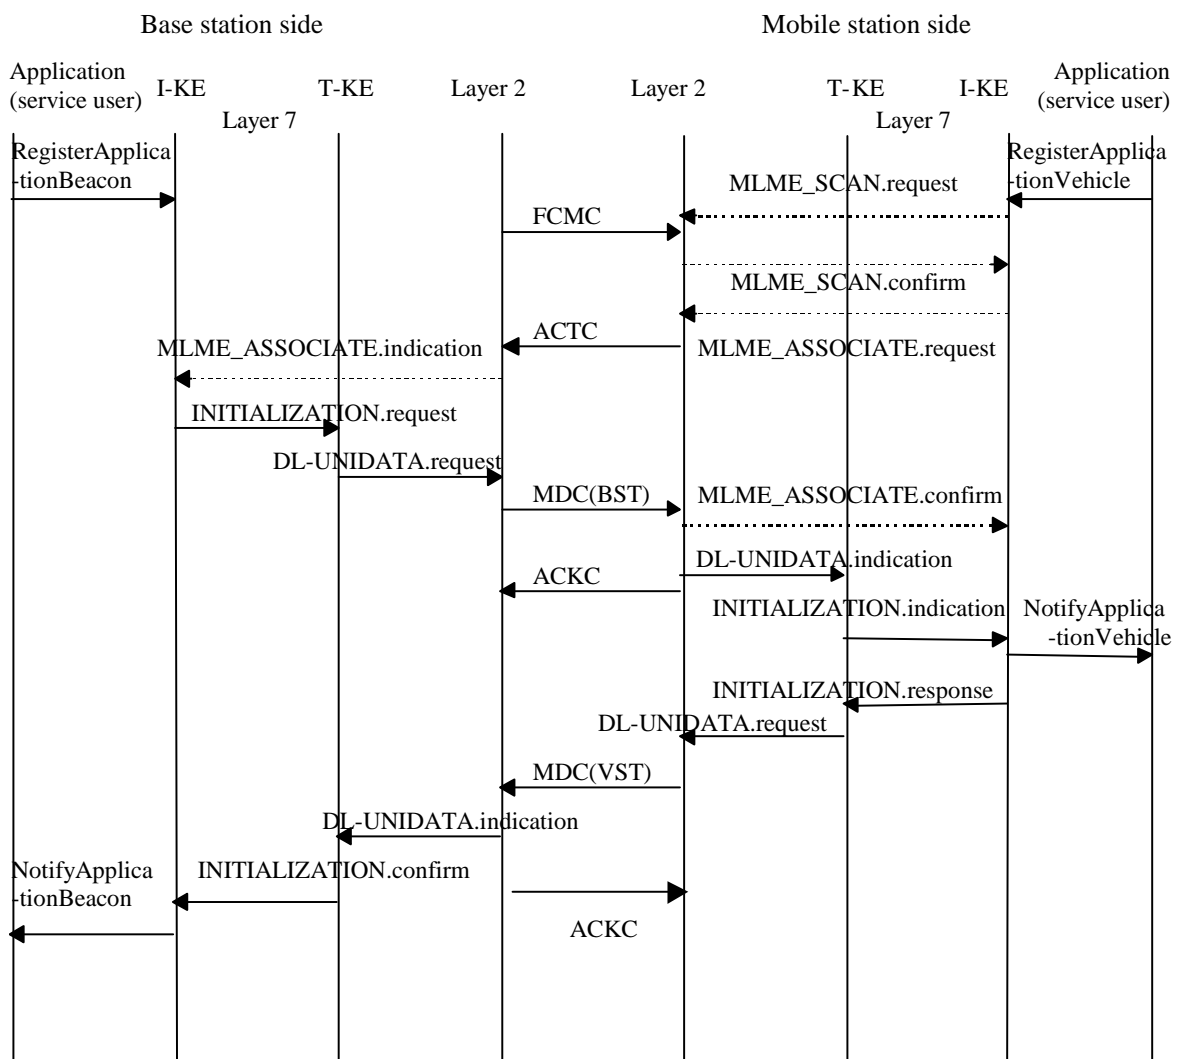 Base station side
Mobile station side
Application
(service user)
I-KE
T-KE
Layer 2
Layer 2
T-KE
I-KE
Application
(service user)
Layer 7
Layer 7
RegisterApplica
-tionBeacon
RegisterApplica
-tionVehicle
MLME_SCAN.request
FCMC
MLME_SCAN.confirm
ACTC
MLME_ASSOCIATE.indication
MLME_ASSOCIATE.request
INITIALIZATION.request
DL-UNIDATA.request
MDC(BST)
MLME_ASSOCIATE.confirm
DL-UNIDATA.indication
ACKC
INITIALIZATION.indication
NotifyApplica
-tionVehicle
INITIALIZATION.response
DL-UNIDATA.request
MDC(VST)
DL-UNIDATA.indication
NotifyApplica
-tionBeacon
INITIALIZATION.confirm
ACKC